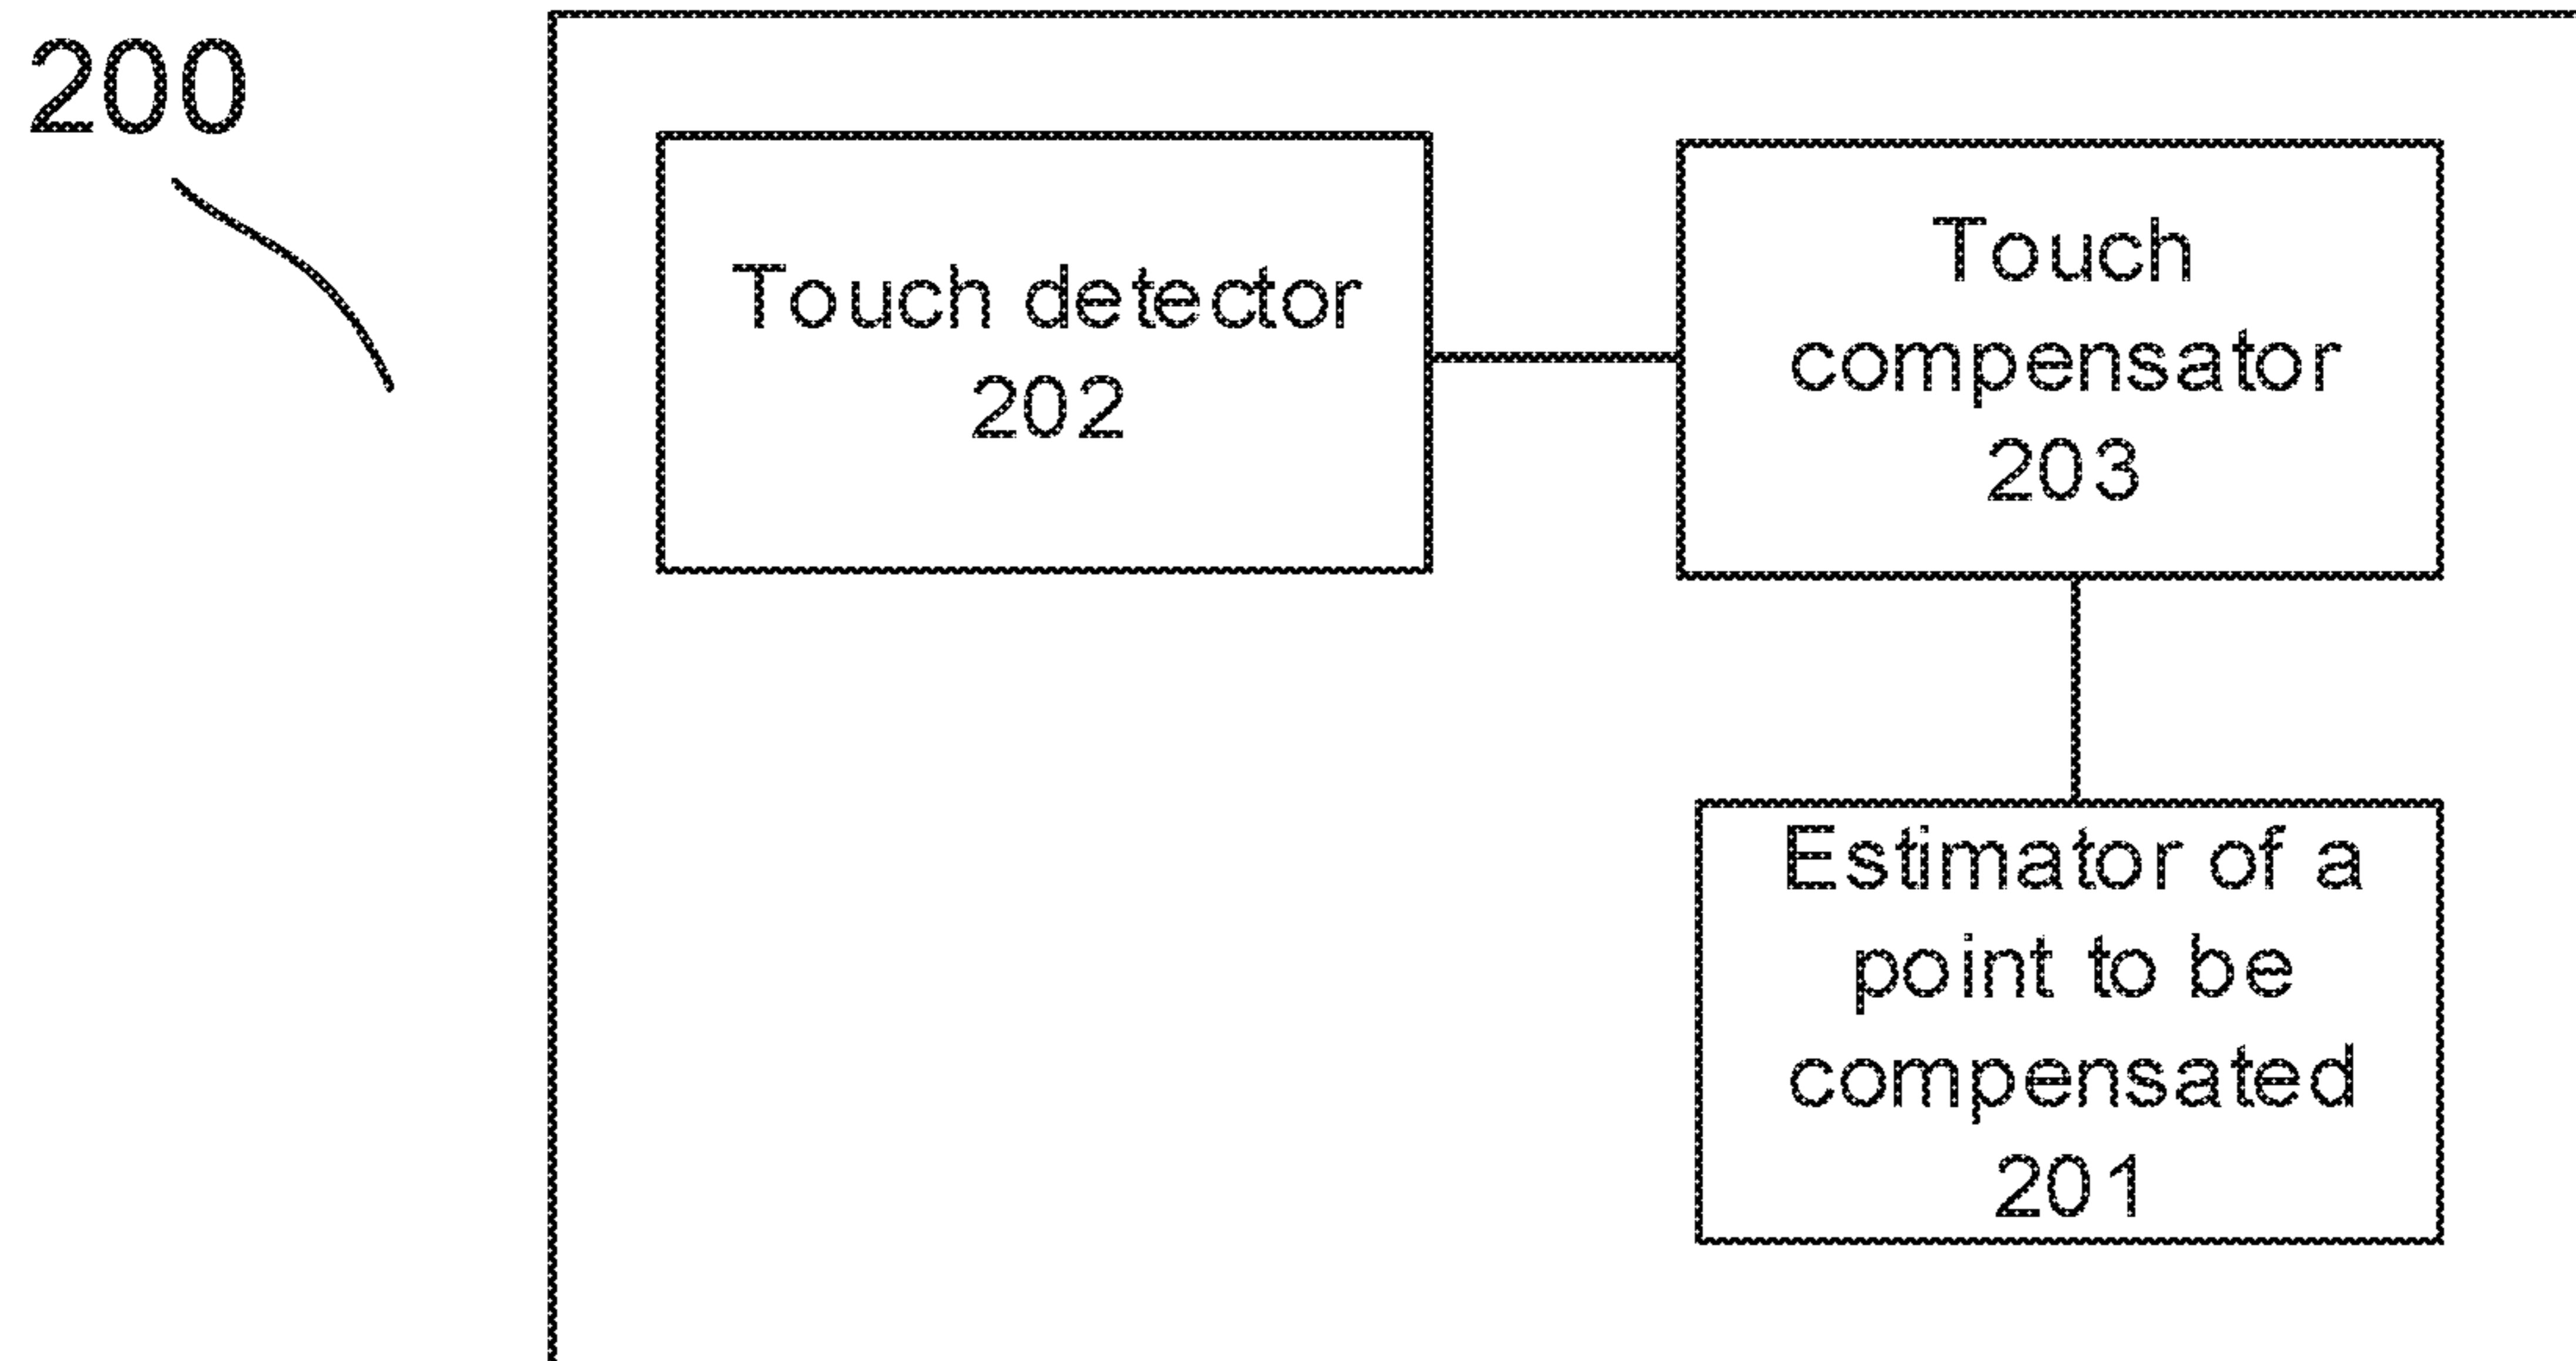 200
Touch detector
202
Touch
compensator
203
Estimator of a
point to be
compensated
201